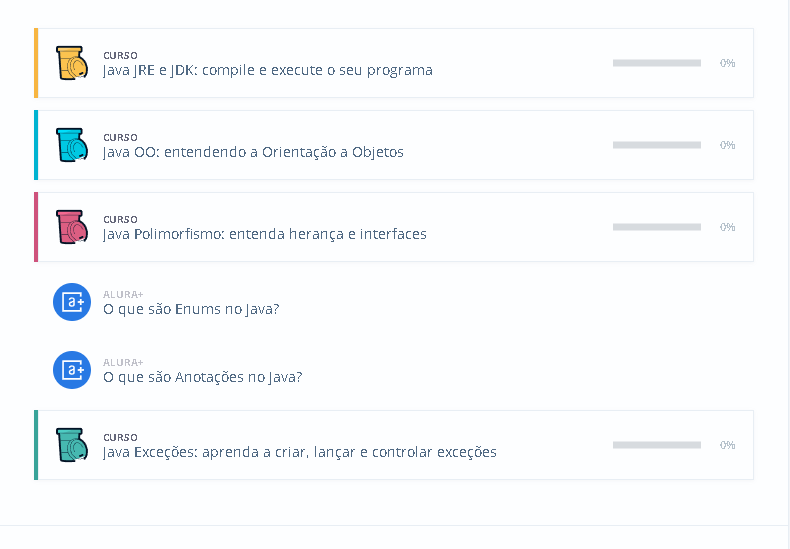 CURSO
Java JRE e JDK: compile e execute o seu programa
0%
CURSO
Java OO: entendendo a Orientação a Objetos
0%
CURSO
Java Polimorfismo: entenda herança e interfaces
0%
a+
ALURA+
O que são Enums no Java?
a+
ALURA+
O que são Anotações no Java?
CURSO
Java Exceções: aprenda a criar, lançar e controlar exceções
0%